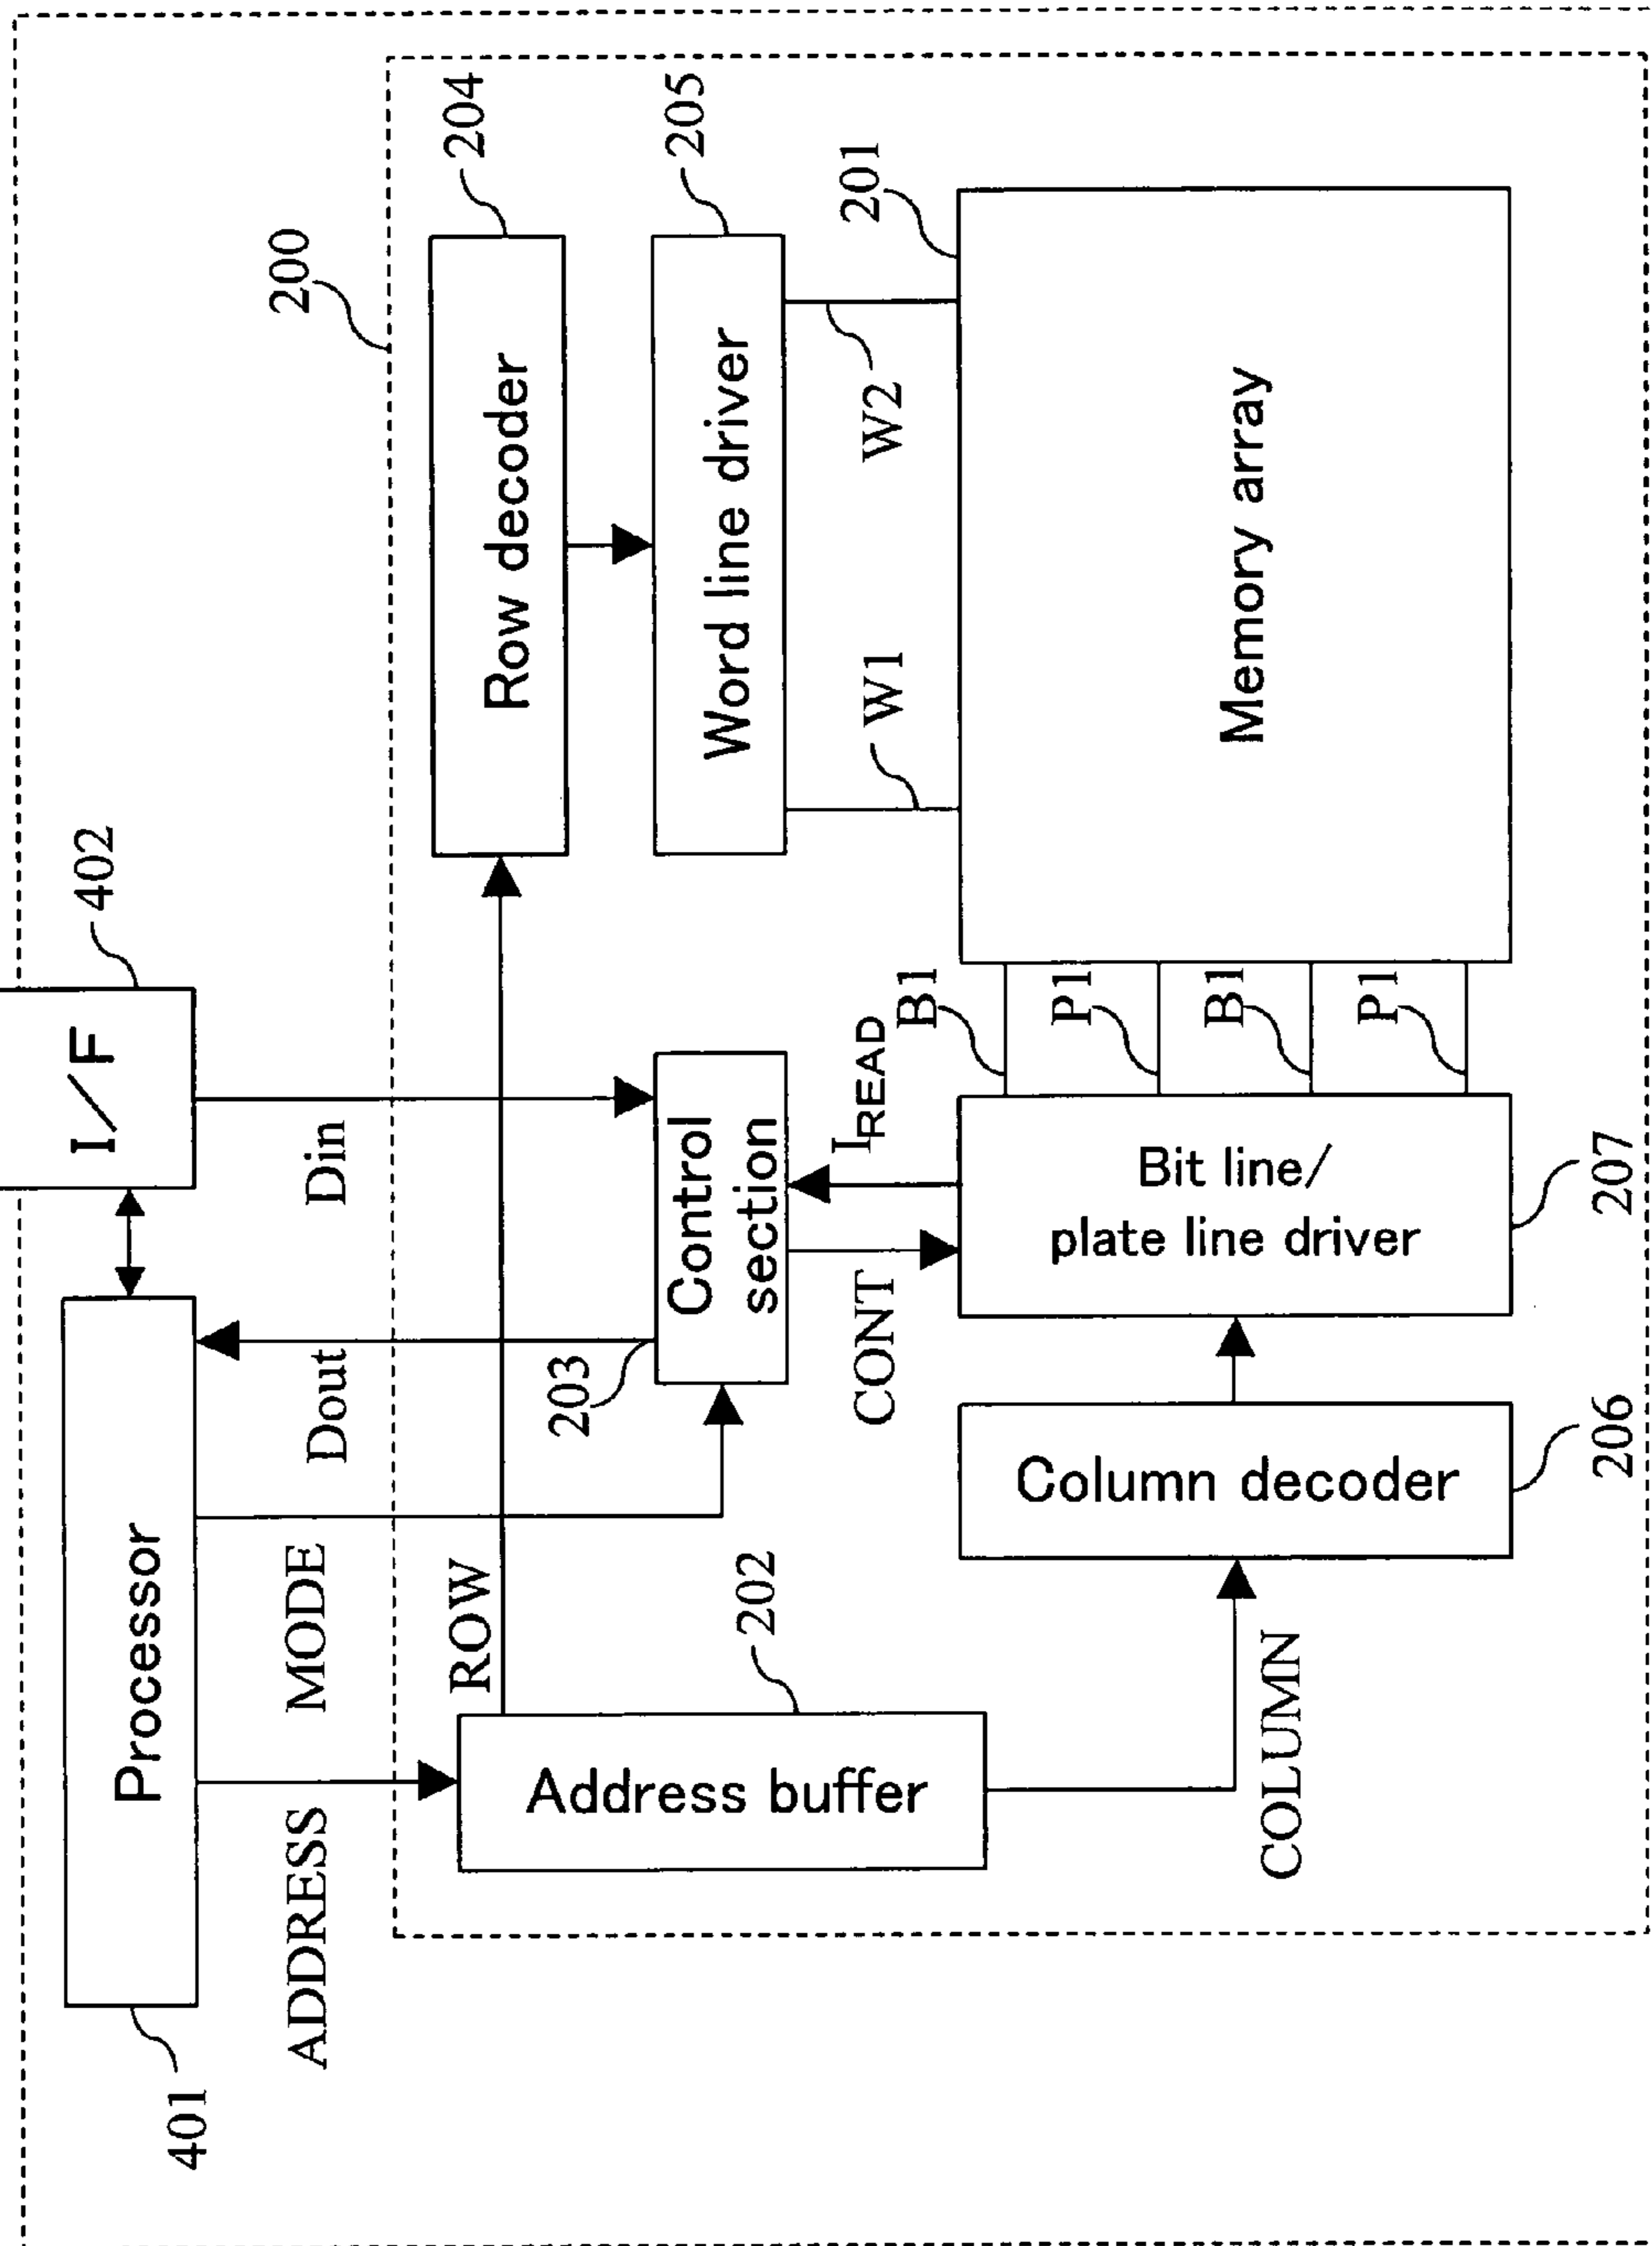 401
Processor
402
I/F
ADDRESS
MODE
Dout
Din
200
ROW
204
Row decoder
202
Address buffer
203
Control
section
205
Word line driver
CONT
I_READ
W1
W2
201
B1
P1
B1
P1
Memory array
COLUMN
Column decoder
206
Bit line/
plate line driver
207